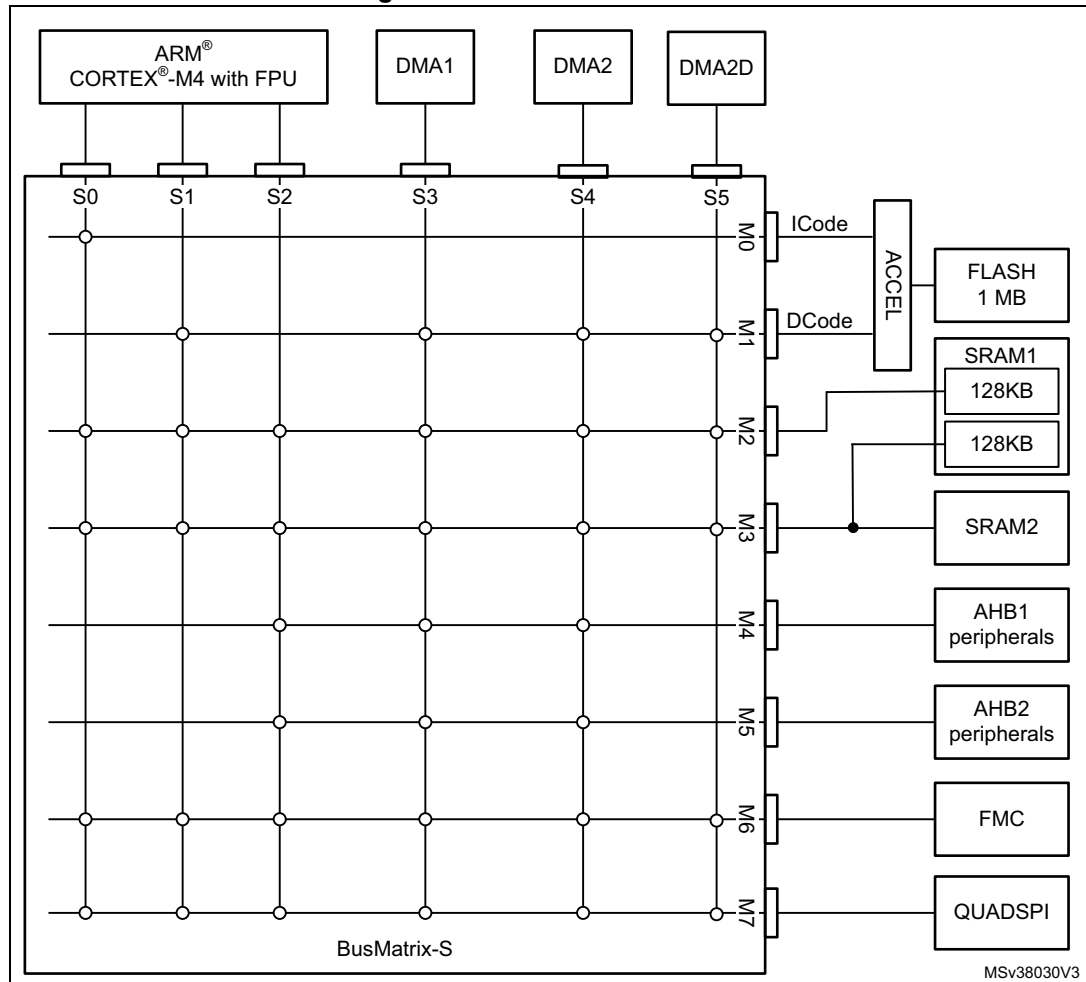 ARM®
CORTEX®-M4 with FPU
DMA1
DMA2
DMA2D
S0
S1
S2
S3
S4
S5
M0
ICode
ACCEL
FLASH
1 MB
M1
DCode
SRAM1
128KB
M2
128KB
M3
SRAM2
M4
AHB1
peripherals
M5
AHB2
peripherals
M6
FMC
M7
QUADSPI
BusMatrix-S
MSv38030V3